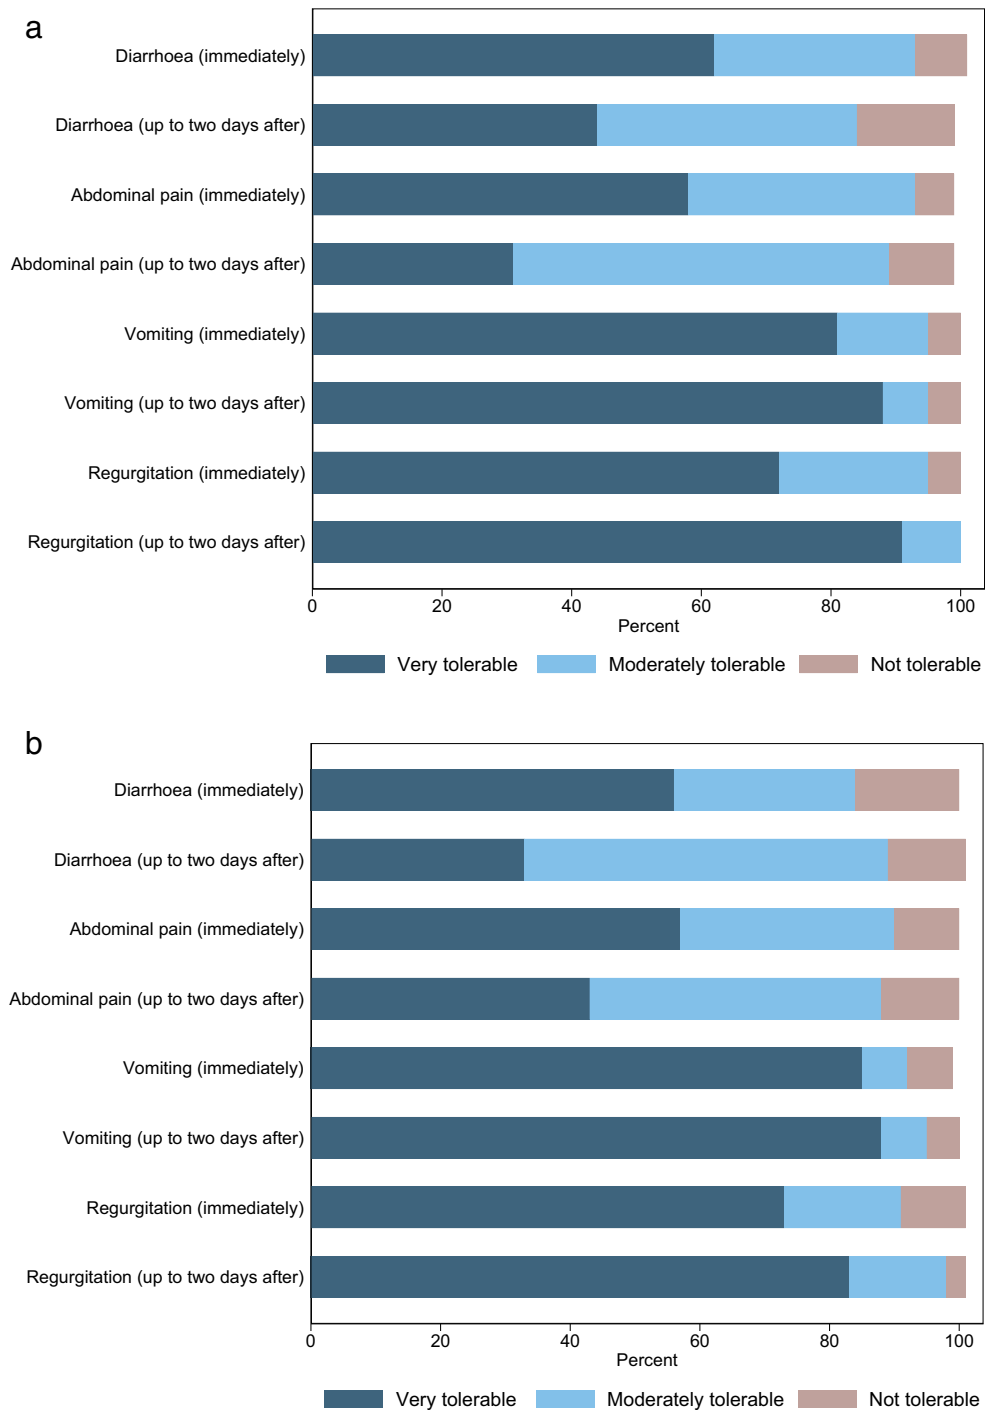 a
Diarrhoea (immediately)
Diarrhoea (up to two days after)
Abdominal pain (immediately)
Abdominal pain (up to two days after)
Vomiting (immediately)
Vomiting (up to two days after)
Regurgitation (immediately)
Regurgitation (up to two days after)
0 20 40 60 80 100
Percent
Very tolerable Moderately tolerable Not tolerable
b
Diarrhoea (immediately)
Diarrhoea (up to two days after)
Abdominal pain (immediately)
Abdominal pain (up to two days after)
Vomiting (immediately)
Vomiting (up to two days after)
Regurgitation (immediately)
Regurgitation (up to two days after)
0 20 40 60 80 100
Percent
Very tolerable Moderately tolerable Not tolerable